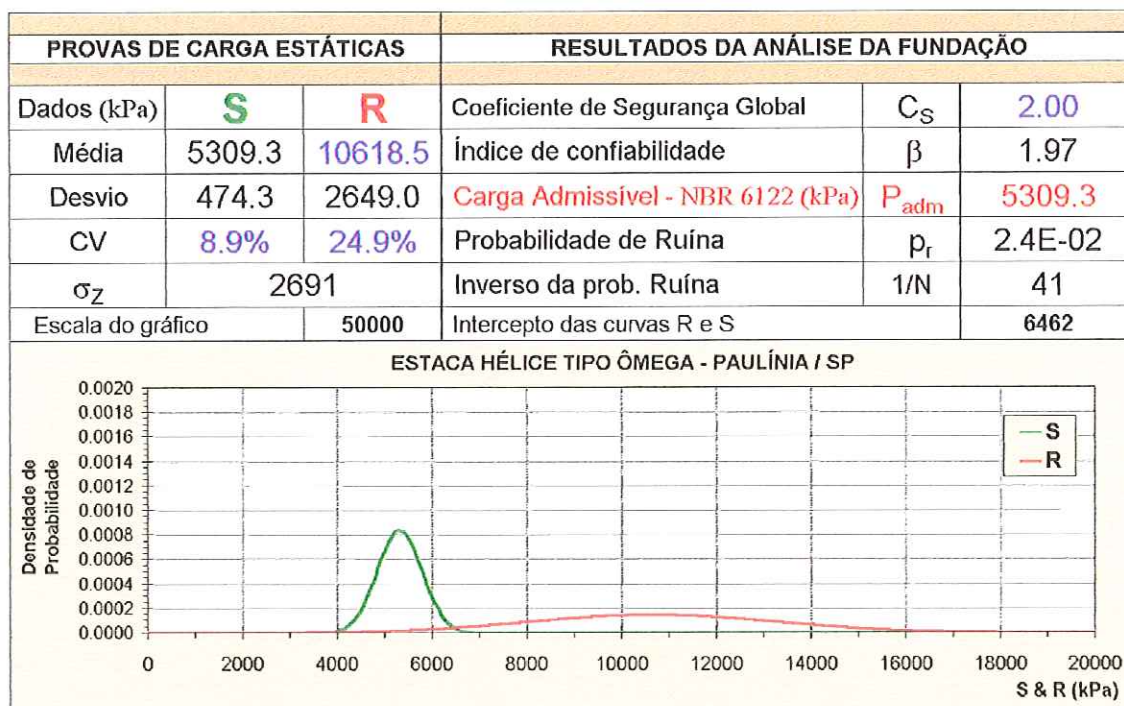 PROVAS DE CARGA ESTÁTICAS RESULTADOS DA ANÁLISE DA FUNDAÇÃO
Dados (kPa) S R Coeficiente de Segurança Global C_S 2.00
Média 5309.3 10618.5 Índice de confiabilidade β 1.97
Desvio 474.3 2649.0 Carga Admissível - NBR 6122 (kPa) P_adm 5309.3
CV 8.9% 24.9% Probabilidade de Ruína p_r 2.4E-02
σ_Z 2691 Inverso da prob. Ruína 1/N 41
Escala do gráfico 50000 Intercepto das curvas R e S 6462
ESTACA HÉLICE TIPO ÔMEGA - PAULÍNIA / SP
Densidade de
Probabilidade
0.0020
0.0018
0.0016
0.0014
0.0012
0.0010
0.0008
0.0006
0.0004
0.0002
0.0000
S
R
0 2000 4000 6000 8000 10000 12000 14000 16000 18000 20000
S & R (kPa)